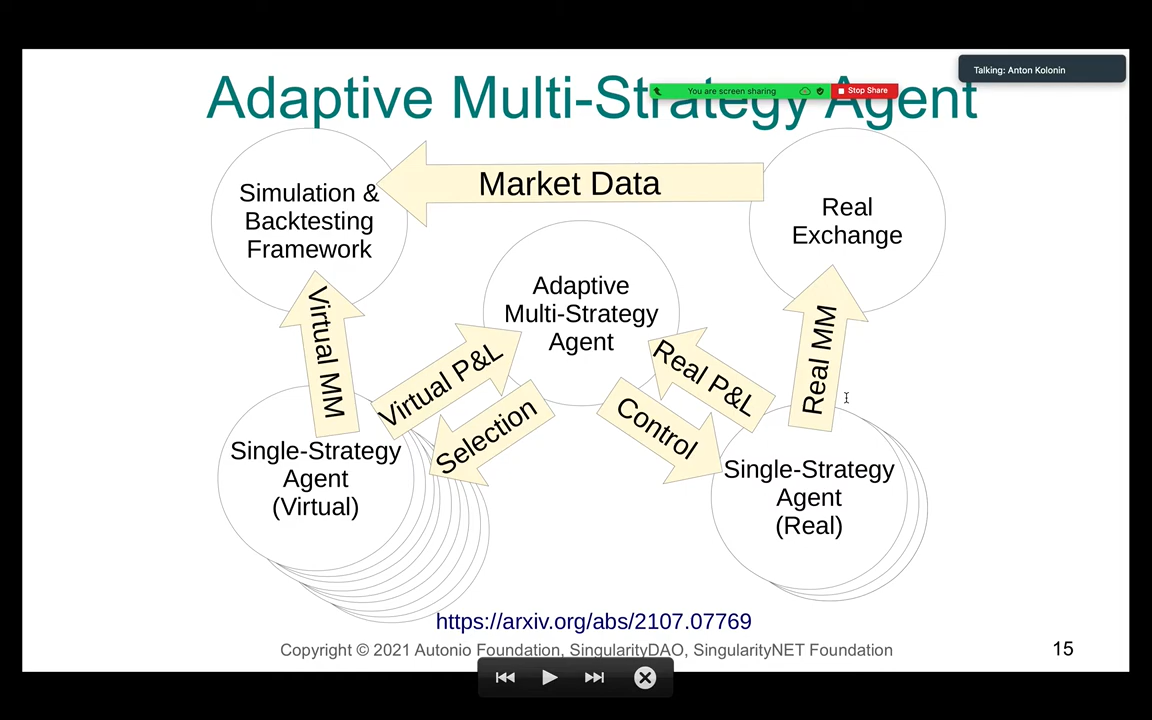 Talking: Anton Kolonin
Adaptive Multi-Strategy Agent
You are screen sharing
Stop Share
Market Data
Simulation &
Backtesting
Framework
Real
Exchange
Adaptive
Multi-Strategy
Agent
Virtual MM
Virtual P&L
Selection
Real P&L
Control
Real MM
Single-Strategy
Agent
(Virtual)
Single-Strategy
Agent
(Real)
https://arxiv.org/abs/2107.07769
Copyright © 2021 Autonio Foundation, SingularityDAO, SingularityNET Foundation
15